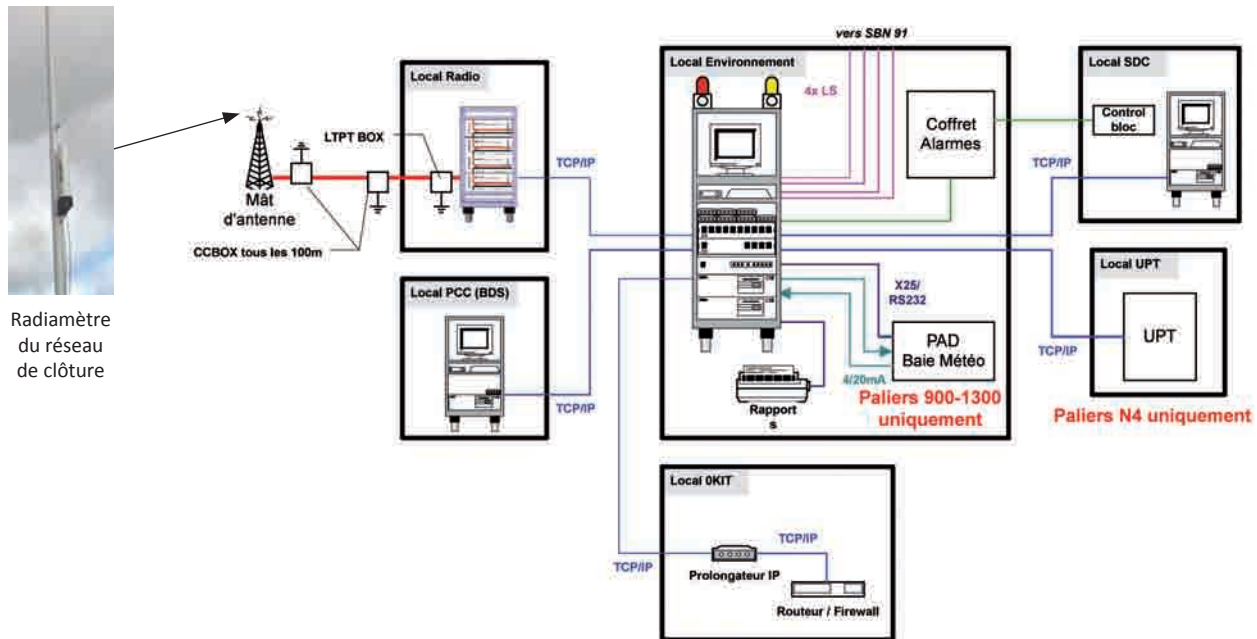 vers SBN 91
Local Radio
Local Environnement
Local SDC
4x LS
LTPT BOX
Coffret
Alarmes
Control
bloc
TCP/IP
TCP/IP
Mât
d'antenne
CCBOX tous les 100m
Local PCC (BDS)
Local UPT
X25/
RS232
Radiamètre
du réseau
de clôture
UPT
PAD
Baie Météo
TCP/IP
TCP/IP
4/20mA
Rapport
s
Paliers 900-1300
uniquement
Paliers N4 uniquement
Local 0KIT
TCP/IP
TCP/IP
Prolongateur IP
Routeur / Firewall